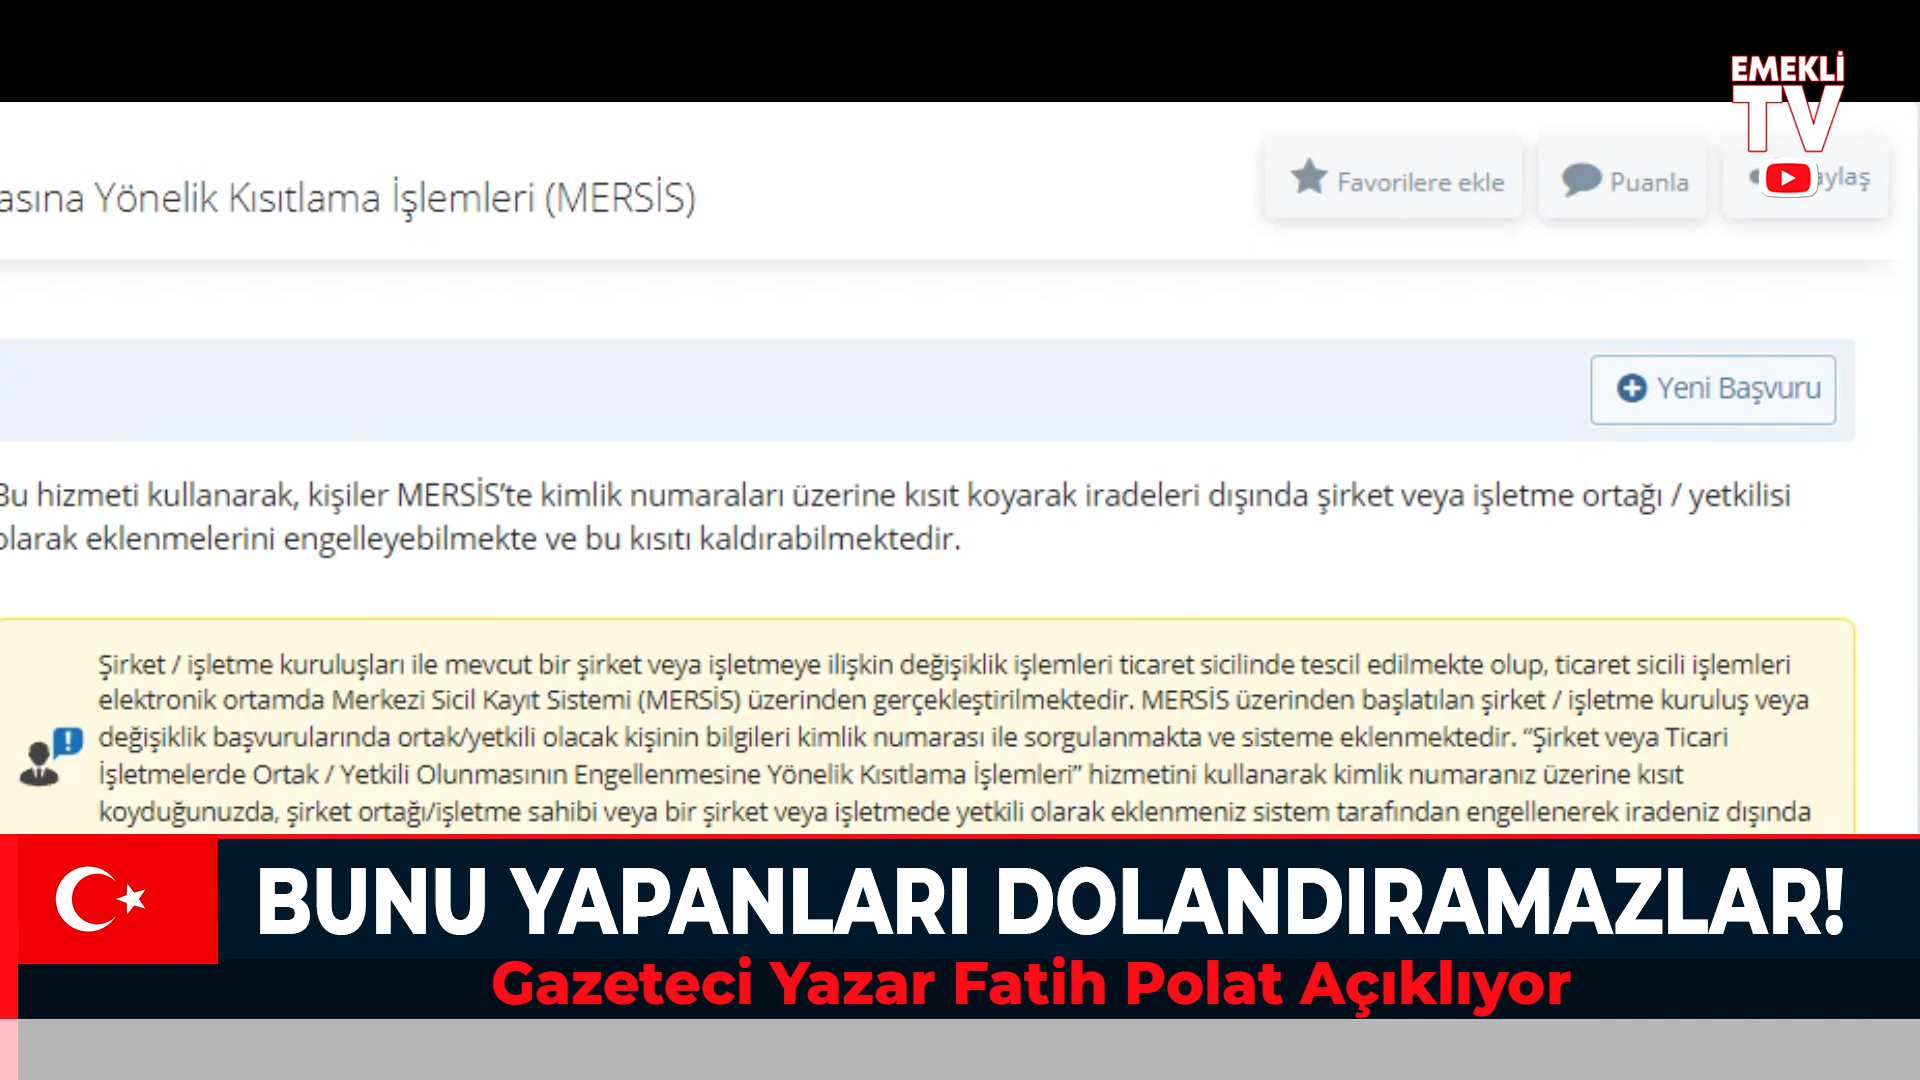 EMEKLİ
TV
asına Yönelik Kısıtlama İşlemleri (MERSİS)
Favorilere ekle
Puanla
aylaş
Yeni Başvuru
Bu hizmeti kullanarak, kişiler MERSİS’te kimlik numaraları üzerine kısıt koyarak iradeleri dışında şirket veya işletme ortağı / yetkilisi
olarak eklenmelerini engelleyebilmekte ve bu kısıtı kaldırabilmektedir.
Şirket / işletme kuruluşları ile mevcut bir şirket veya işletmeye ilişkin değişiklik işlemleri ticaret sicilinde tescil edilmekte olup, ticaret sicili işlemleri
elektronik ortamda Merkezi Sicil Kayıt Sistemi (MERSİS) üzerinden gerçekleştirilmektedir. MERSİS üzerinden başlatılan şirket / işletme kuruluş veya
değişiklik başvurularında ortak/yetkili olacak kişinin bilgileri kimlik numarası ile sorgulanmakta ve sisteme eklenmektedir. “Şirket veya Ticari
İşletmelerde Ortak / Yetkili Olunmasının Engellenmesine Yönelik Kısıtlama İşlemleri” hizmetini kullanarak kimlik numaranız üzerine kısıt
koyduğunuzda, şirket ortağı/işletme sahibi veya bir şirket veya işletmede yetkili olarak eklenmeniz sistem tarafından engellenerek iradeniz dışında
BUNU YAPANLARI DOLANDIRAMAZLAR!
Gazeteci Yazar Fatih Polat Açıklıyor